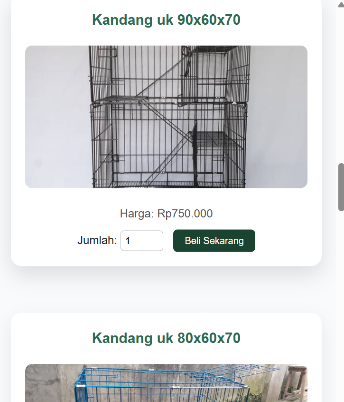 Kandang uk 90x60x70
Harga: Rp750.000
Jumlah: 1 Beli Sekarang
Kandang uk 80x60x70